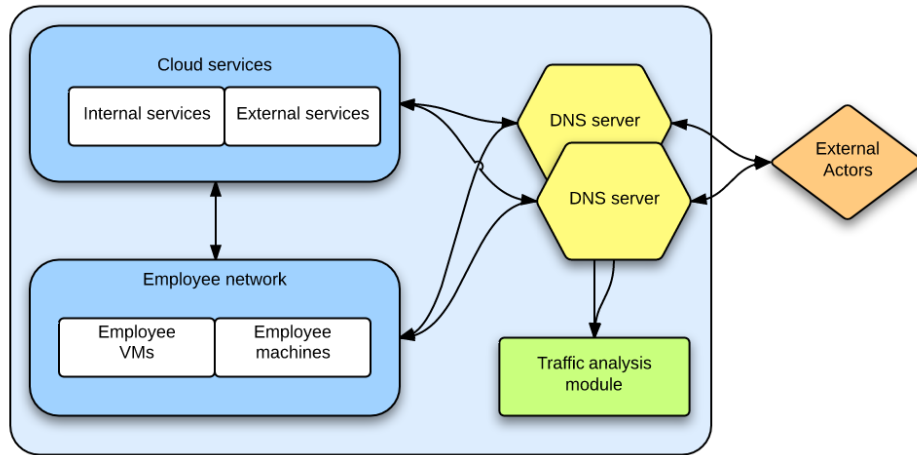 Cloud services
Internal services
External services
DNS server
DNS server
External
Actors
Employee network
Employee
VMs
Employee
machines
Traffic analysis
module